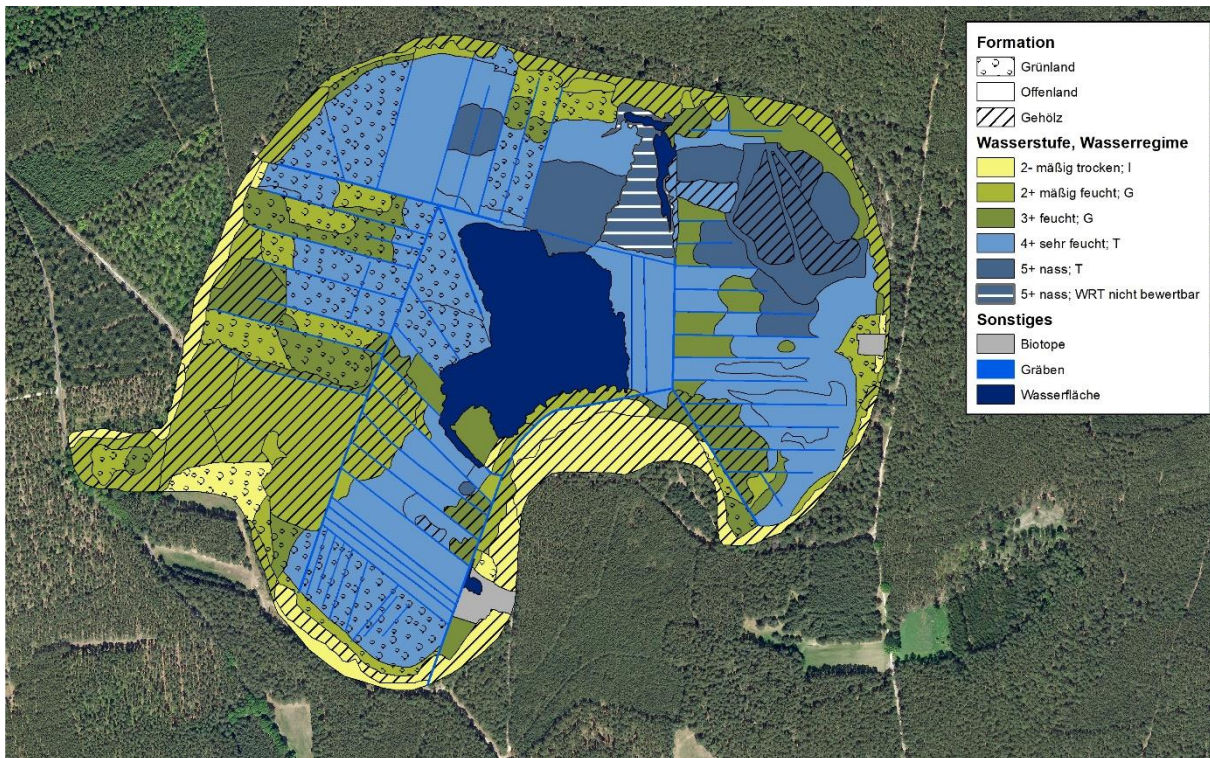 Formation
Grünland
Offenland
Gehölz
Wasserstufe, Wasserregime
2- mäßig trocken; I
2+ mäßig feucht; G
3+ feucht; G
4+ sehr feucht; T
5+ nass; T
5+ nass; WRT nicht bewertbar
Sonstiges
Biotope
Gräben
Wasserfläche